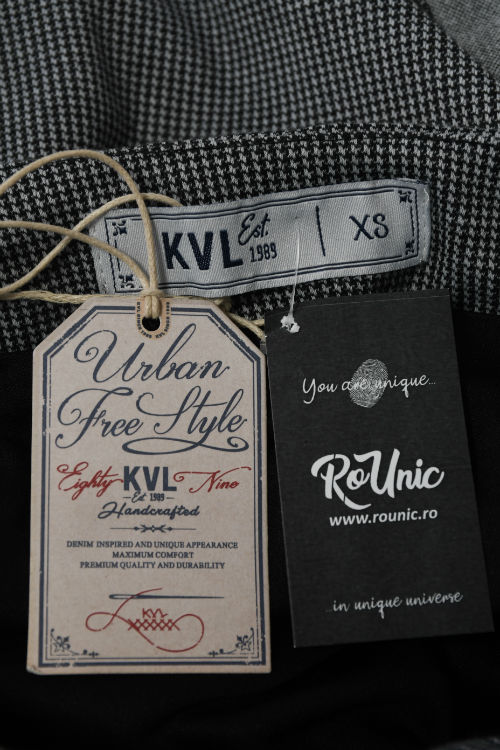 KVL Est. 1989 XS
Urban
Free Style
Eighty KVL Nine
Est 1989
Handcrafted
DENIM INSPIRED AND UNIQUE APPEARANCE
MAXIMUM COMFORT
PREMIUM QUALITY AND DURABILITY
KVL
You are unique...
RoUnic
www.rounic.ro
...in unique universe